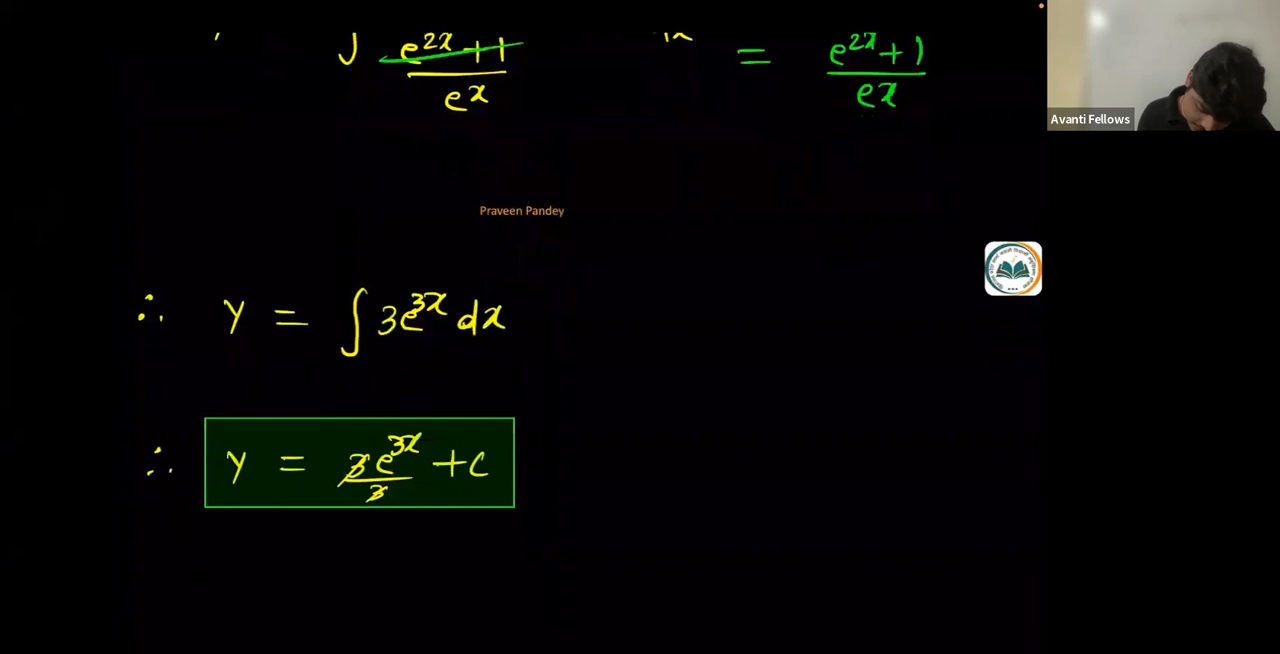 ∫ e^{2x} + 1 = e^{2x} + 1
e^x e^x
Avanti Fellows
Praveen Pandey
∴ y = ∫ 3e^{3x} dx
∴ y = 3e^{3x} + c
3